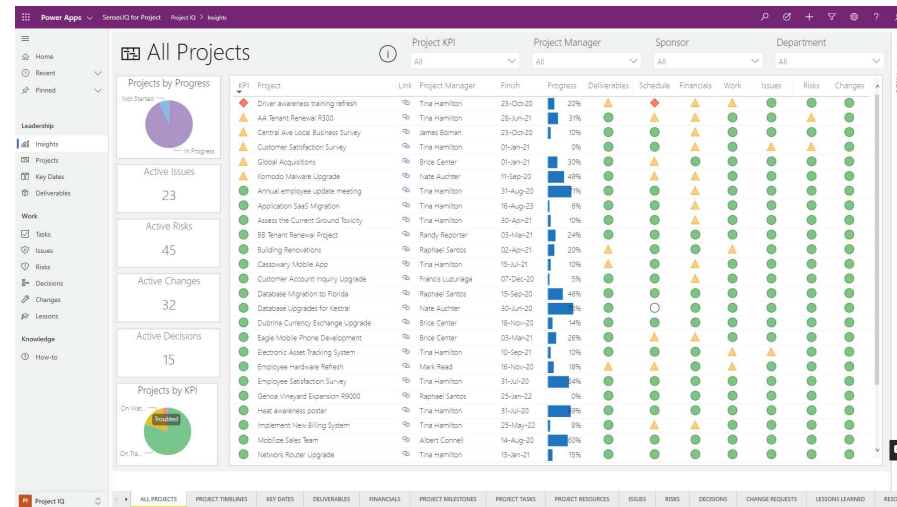 Power Apps
Sensei.IQ for Project
Project IQ > Insights
Home
Recent
Pinned
Leadership
Insights
Projects
Key Dates
Deliverables
Work
Tasks
Issues
Risks
Decisions
Changes
Lessons
Knowledge
How-to
PI Project IQ
All Projects
Project KPI
All
Project Manager
All
Sponsor
All
Department
All
Projects by Progress
Not Started
In Progress
Active Issues
23
Active Risks
45
Active Changes
32
Active Decisions
15
Projects by KPI
On Wat...
Troubled
On Tra...
KPI Project Link Project Manager Finish Progress Deliverables Schedule Financials Work Issues Risks Changes
Driver awareness training refresh Tina Hamilton 23-Oct-20 20%
AA Tenant Renewal R300 Tina Hamilton 28-Jun-21 31%
Central Ave Local Business Survey James Boman 23-Oct-20 10%
Customer Satisfaction Survey Tina Hamilton 01-Jan-21 0%
Global Acquisitions Brice Center 01-Jan-21 30%
Komodo Malware Upgrade Nate Auchter 11-Sep-20 49%
Annual employee update meeting Tina Hamilton 31-Aug-20
Application SaaS Migration Tina Hamilton 16-Aug-23 6%
Assess the Current Ground Toxicity Tina Hamilton 30-Apr-21 10%
BB Tenant Renewal Project Randy Reporter 03-Mar-21 24%
Building Renovations Raphael Santos 02-Apr-21 20%
Cassowary Mobile App Tina Hamilton 15-Jul-21 10%
Customer Account Inquiry Upgrade Francis Luzuriaga 07-Dec-20 5%
Database Migration to Florida Raphael Santos 15-Sep-20 46%
Database Upgrades for Kestral Nate Auchter 30-Jun-20
Dubrina Currency Exchange Upgrade Brice Center 18-Nov-20 14%
Eagle Mobile Phone Development Brice Center 03-Mar-21 26%
Electronic Asset Tracking System Tina Hamilton 10-Sep-21 10%
Employee Hardware Refresh Mark Read 16-Nov-20 18%
Employee Satisfaction Survey Tina Hamilton 31-Jul-20 54%
Genoa Vineyard Expansion R9000 Raphael Santos 25-Jan-22 0%
Heat awareness poster Tina Hamilton 31-Jul-20
Implement New Billing System Tina Hamilton 25-May-22 8%
Mobilize Sales Team Albert Connell 14-Aug-20 60%
Network Router Upgrade Tina Hamilton 15-Jan-21 15%
ALL PROJECTS PROJECT TIMELINES KEY DATES DELIVERABLES FINANCIALS PROJECT MILESTONES PROJECT TASKS PROJECT RESOURCES ISSUES RISKS DECISIONS CHANGE REQUESTS LESSONS LEARNED RESO